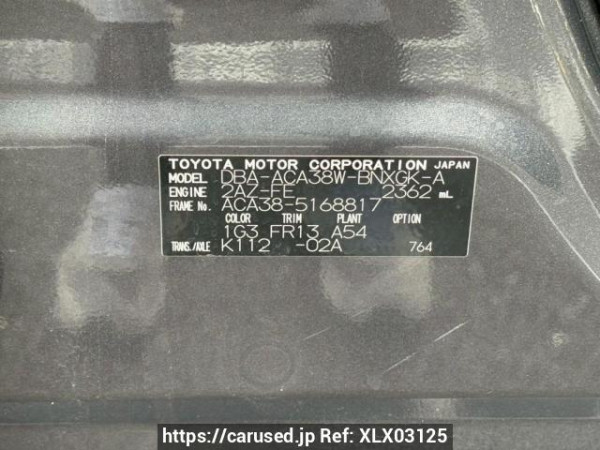 TOYOTA MOTOR CORPORATION JAPAN
MODEL DBA-ACA38W-BNXGK-A
ENGINE 2AZ-FE 2362 mL
FRAME No. ACA38-5168817
COLOR TRIM PLANT OPTION
1G3 FR13 A54
TRANS./AXLE K112 -02A 764
https://carused.jp Ref: XLX03125